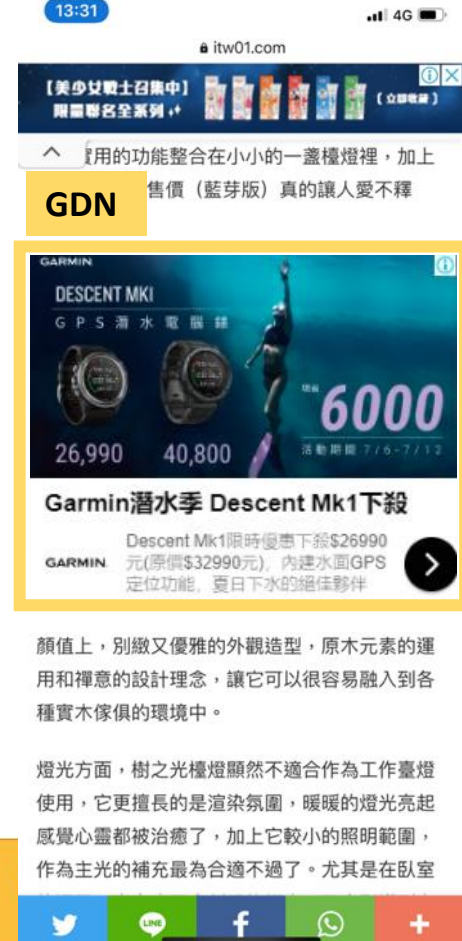 13:31
4G
itw01.com
【美少女戰士召集中】
限量聯名全系列
（立即收藏）
實用的功能整合在小小的一盞檯燈裡，加上
售價（藍芽版）真的讓人愛不釋
GDN
GARMIN
DESCENT MK1
GPS潛水電腦錶
6000
26,990 40,800
活動期間 7/6-7/12
Garmin潛水季 Descent Mk1下殺
Descent Mk1限時優惠下殺$26990
元(原價$32990元)，內建水面GPS
定位功能，夏日下水的絕佳夥伴
GARMIN
顏值上，別緻又優雅的外觀造型，原木元素的運
用和禪意的設計理念，讓它可以很容易融入到各
種實木傢俱的環境中。
燈光方面，樹之光檯燈顯然不適合作為工作臺燈
使用，它更擅長的是渲染氛圍，暖暖的燈光亮起
感覺心靈都被治癒了，加上它較小的照明範圍，
作為主光的補充最為合適不過了。尤其是在臥室
LINE